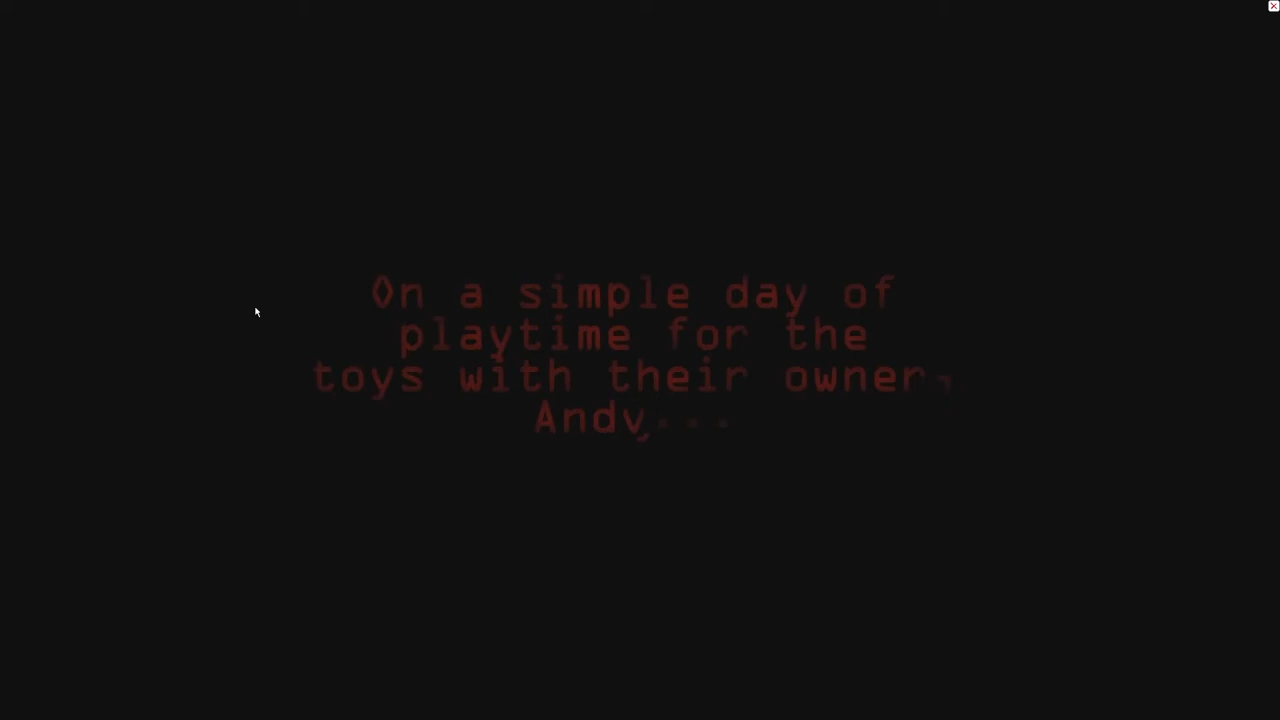 On a simple day of
playtime for the
toys with their owner,
Andy...